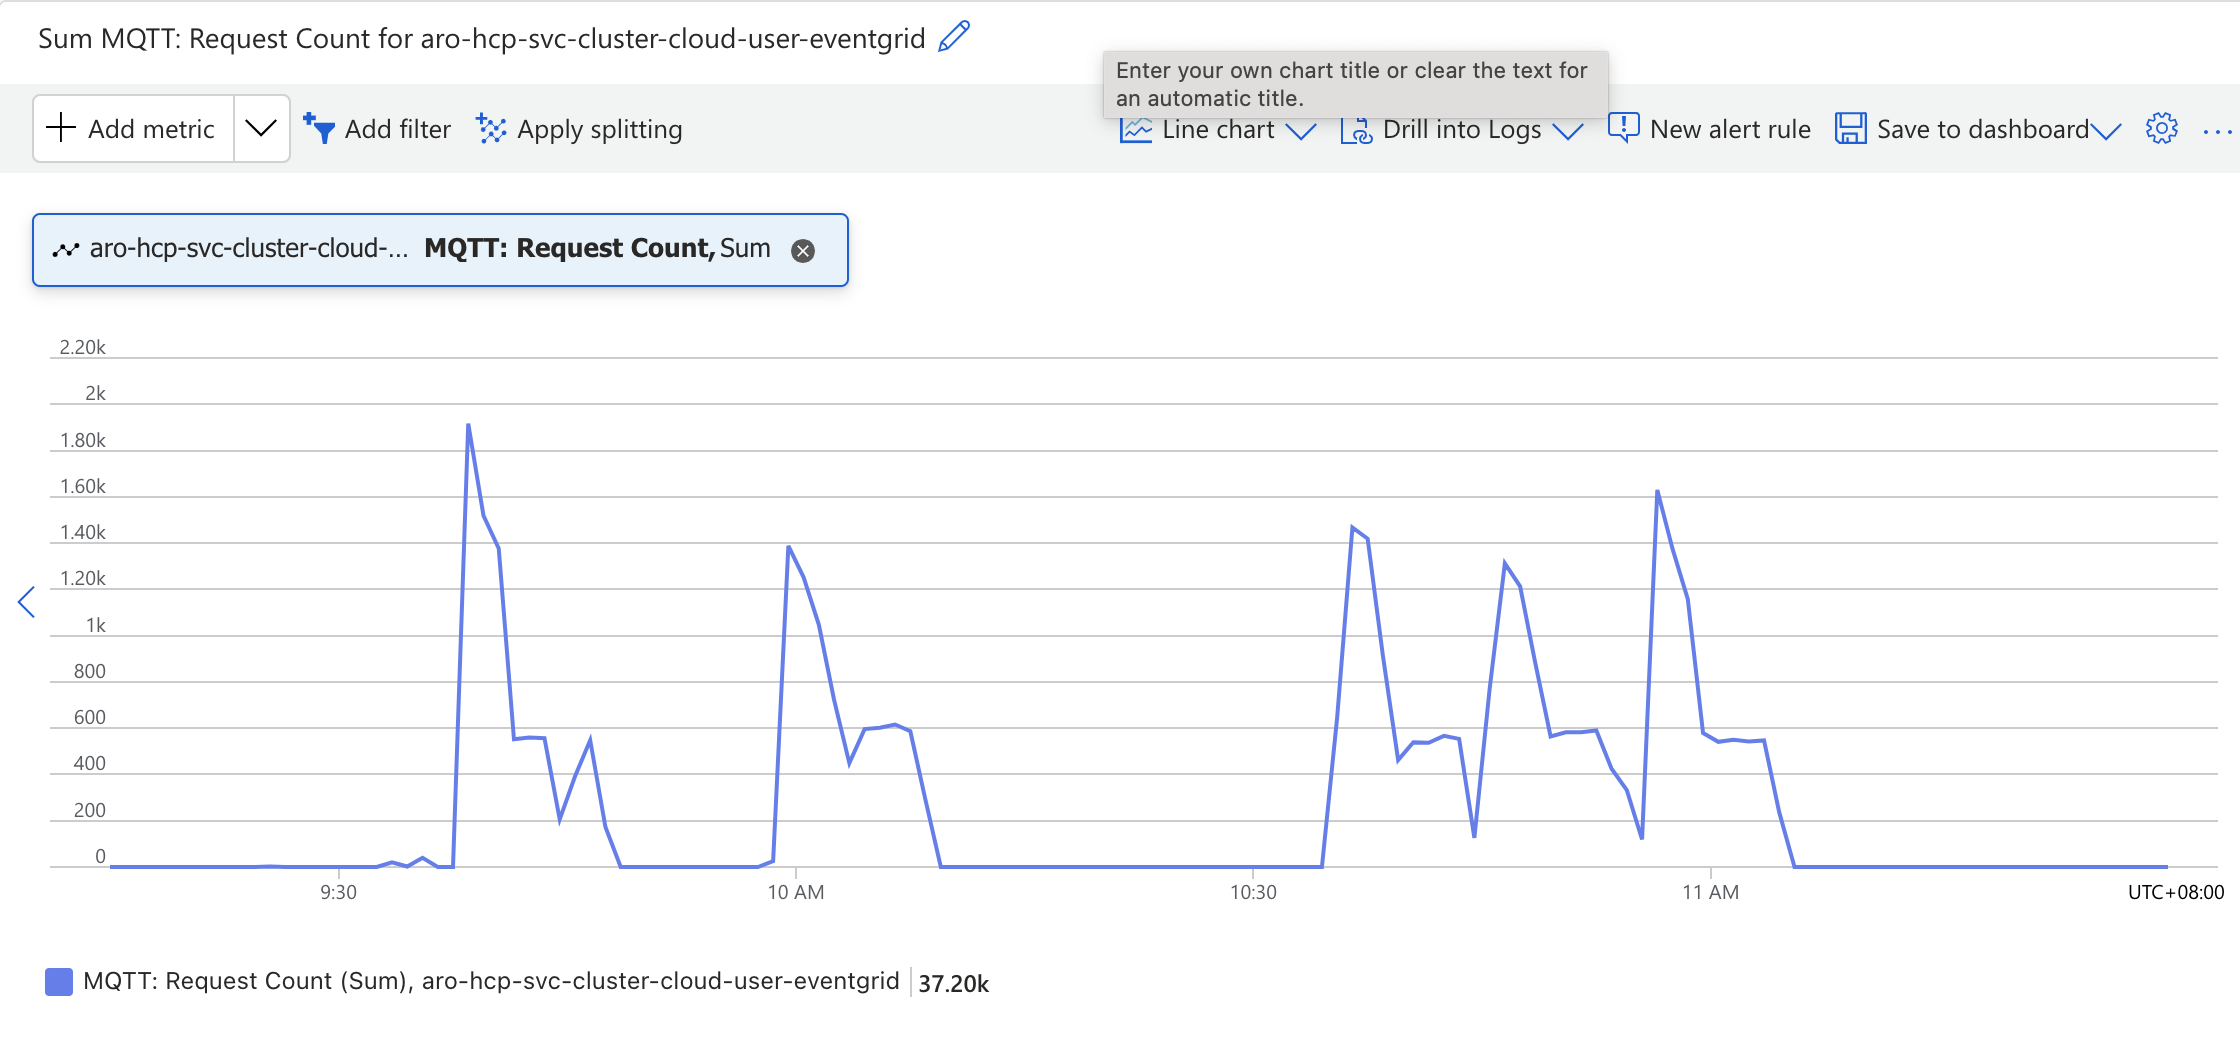 Sum MQTT: Request Count for aro-hcp-svc-cluster-cloud-user-eventgrid
Enter your own chart title or clear the text for
an automatic title.
Add metric
Add filter
Apply splitting
Line chart
Drill into Logs
New alert rule
Save to dashboard
aro-hcp-svc-cluster-cloud-... MQTT: Request Count, Sum
2.20k
2k
1.80k
1.60k
1.40k
1.20k
1k
800
600
400
200
0
9:30
10 AM
10:30
11 AM
UTC+08:00
MQTT: Request Count (Sum), aro-hcp-svc-cluster-cloud-user-eventgrid
37.20k